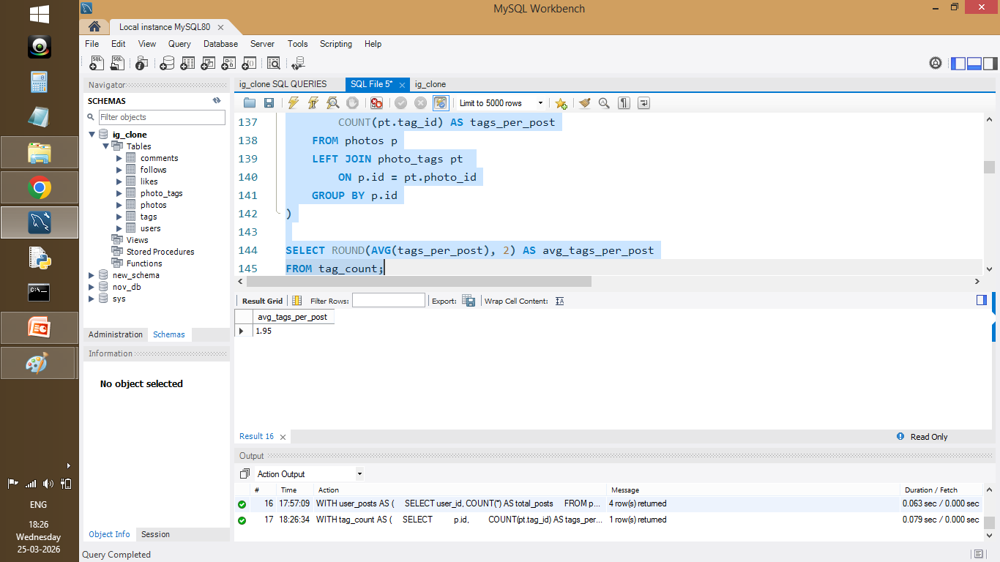 MySQL Workbench
Local instance MySQL80
File Edit View Query Database Server Tools Scripting Help
Navigator
SCHEMAS
Filter objects
ig_clone
Tables
comments
follows
likes
photo_tags
photos
tags
users
Views
Stored Procedures
Functions
new_schema
nov_db
sys
Administration Schemas
Information
No object selected
Object Info Session
Query Completed
ig_clone SQL QUERIES SQL File 5* ig_clone
Limit to 5000 rows
137 COUNT(pt.tag_id) AS tags_per_post
138 FROM photos p
139 LEFT JOIN photo_tags pt
140 ON p.id = pt.photo_id
141 GROUP BY p.id
142 )
143
144 SELECT ROUND(AVG(tags_per_post), 2) AS avg_tags_per_post
145 FROM tag_count;
Result Grid Filter Rows: Export: Wrap Cell Content:
avg_tags_per_post
1.95
Result 16 Read Only
Output
Action Output
# Time Action Message Duration / Fetch
16 17:57:09 WITH user_posts AS ( SELECT user_id, COUNT(*) AS total_posts FROM p... 4 row(s) returned 0.063 sec / 0.000 sec
17 18:26:34 WITH tag_count AS ( SELECT p.id, COUNT(pt.tag_id) AS tags_per... 1 row(s) returned 0.079 sec / 0.000 sec
ENG
18:26
Wednesday
25-03-2026